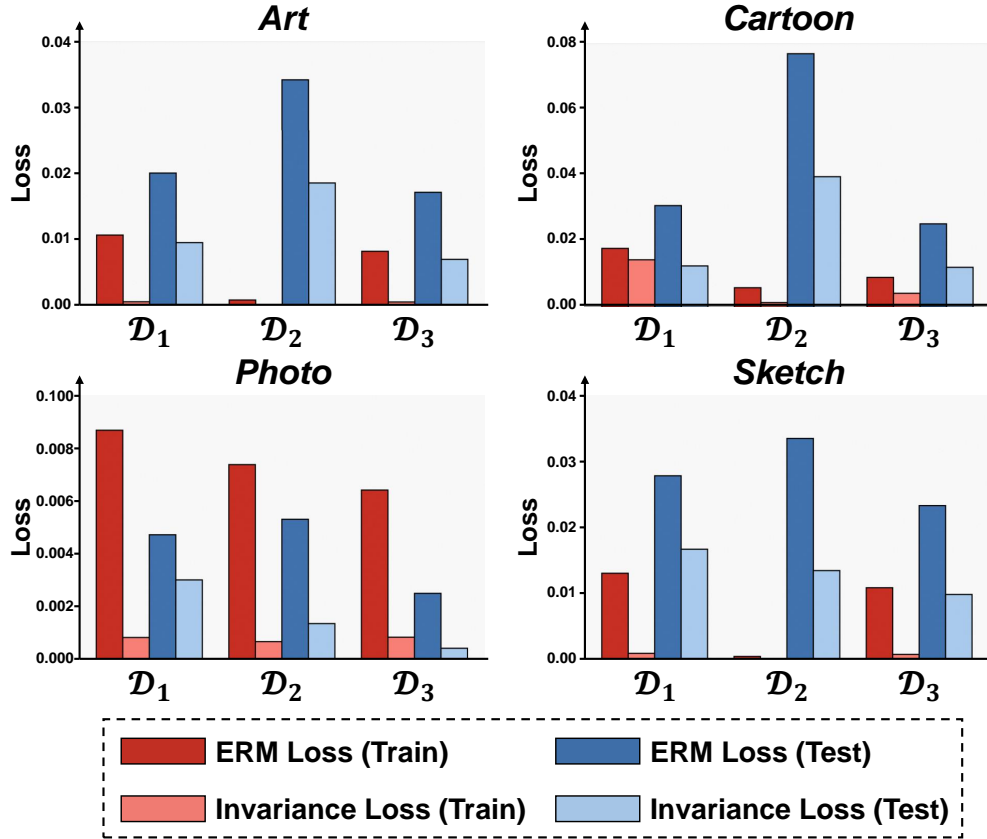 Art
Loss
0.04
0.03
0.02
0.01
0.00
𝒟1 𝒟2 𝒟3
Cartoon
Loss
0.08
0.06
0.04
0.02
0.00
𝒟1 𝒟2 𝒟3
Photo
Loss
0.100
0.008
0.006
0.004
0.002
0.000
𝒟1 𝒟2 𝒟3
Sketch
Loss
0.04
0.03
0.02
0.01
0.00
𝒟1 𝒟2 𝒟3
ERM Loss (Train)
ERM Loss (Test)
Invariance Loss (Train)
Invariance Loss (Test)